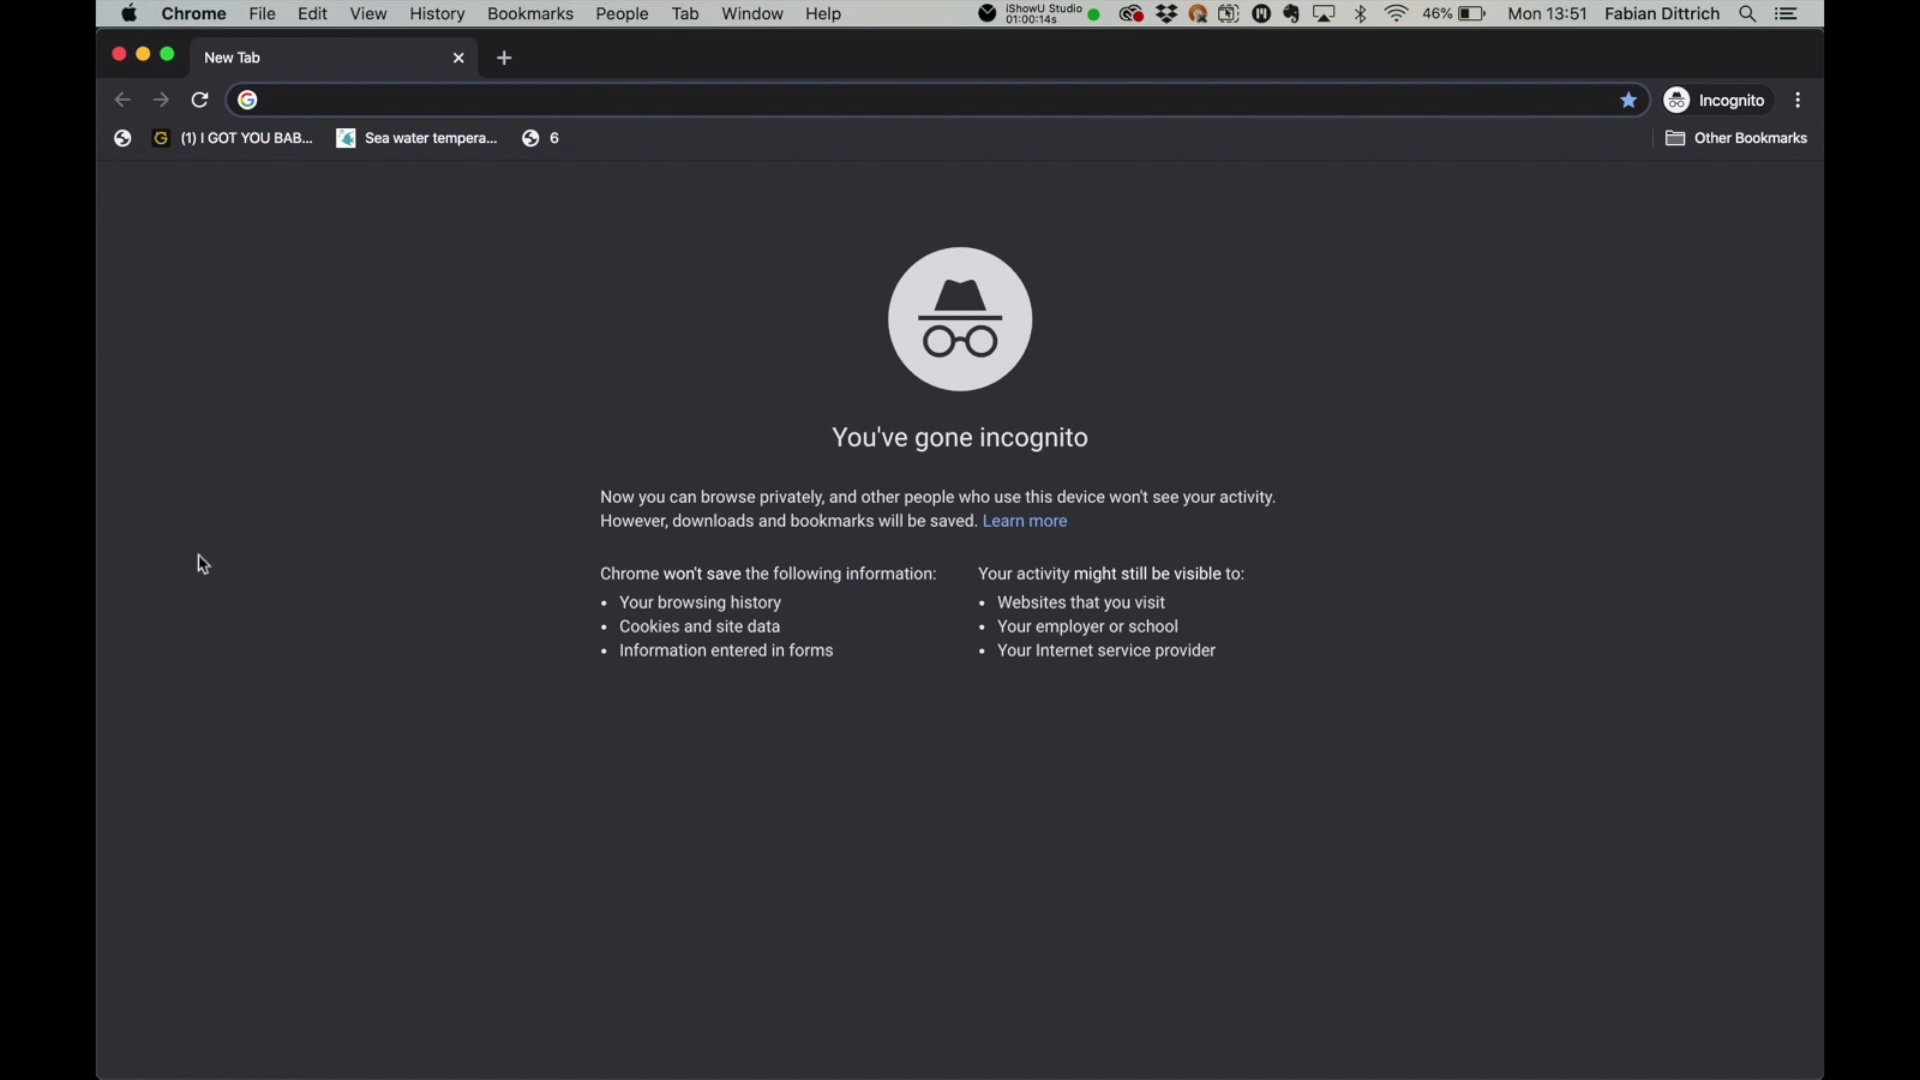 Chrome File Edit View History Bookmarks People Tab Window Help iShowU Studio 46% Mon 13:51 Fabian Dittrich
01:00:14s
New Tab
Incognito
(1) I GOT YOU BAB... Sea water tempera... 6 Other Bookmarks
You've gone incognito
Now you can browse privately, and other people who use this device won't see your activity.
However, downloads and bookmarks will be saved. Learn more
Chrome won't save the following information:
Your browsing history
Cookies and site data
Information entered in forms
Your activity might still be visible to:
Websites that you visit
Your employer or school
Your Internet service provider